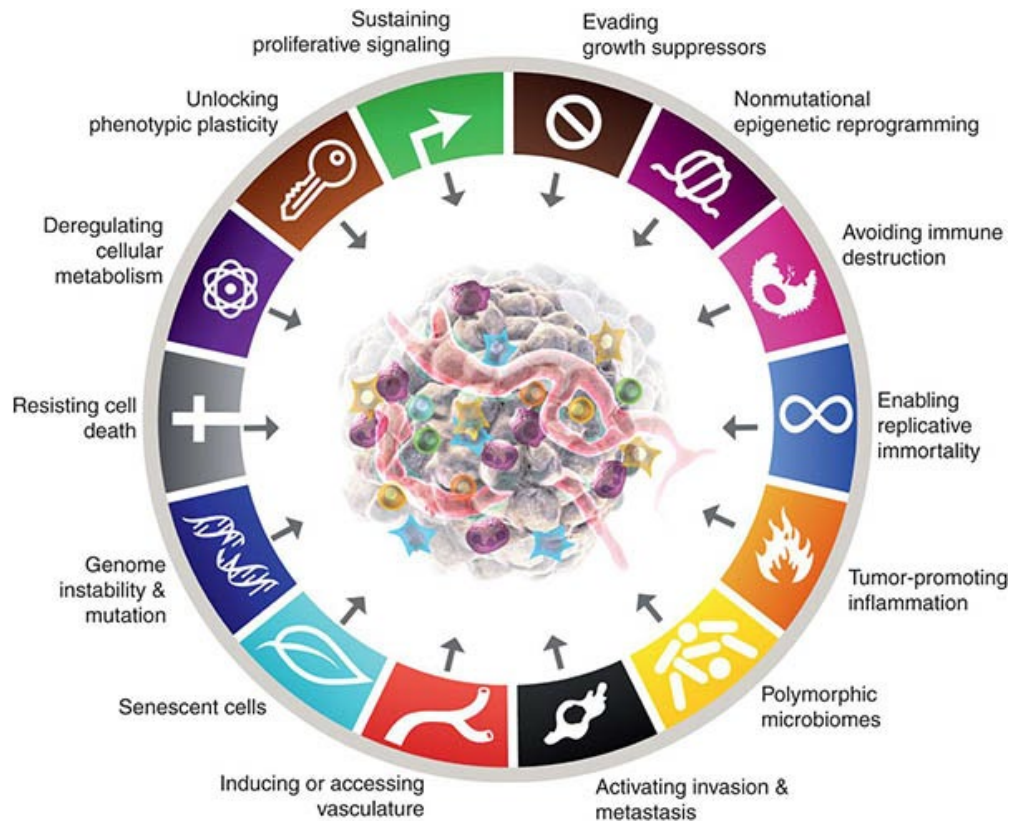 Sustaining
proliferative signaling
Evading
growth suppressors
Nonmutational
epigenetic reprogramming
Avoiding immune
destruction
Enabling
replicative
immortality
Tumor-promoting
inflammation
Polymorphic
microbiomes
Activating invasion &
metastasis
Inducing or accessing
vasculature
Senescent cells
Genome
instability &
mutation
Resisting cell
death
Deregulating
cellular
metabolism
Unlocking
phenotypic plasticity